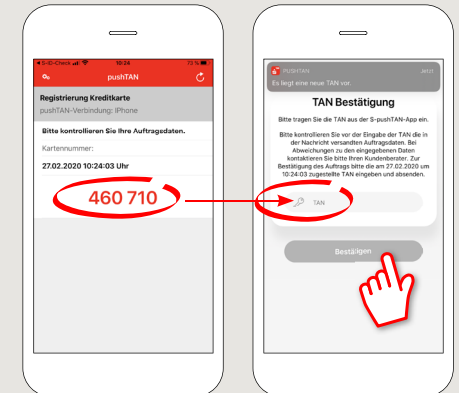 S-ID-Check
10:24
73 %
pushTAN
Registrierung Kreditkarte
pushTAN-Verbindung: IPhone
Bitte kontrollieren Sie Ihre Auftragsdaten.
Kartennummer:
27.02.2020 10:24:03 Uhr
460 710
PUSHTAN
Jetzt
Es liegt eine neue TAN vor.
TAN Bestätigung
Bitte tragen Sie die TAN aus der S-pushTAN-App ein.
Bitte kontrollieren Sie vor der Eingabe der TAN die in
der Nachricht versandten Auftragsdaten. Bei
Abweichungen zu den eingegebenen Daten
kontaktieren Sie bitte Ihren Kundenberater. Zur
Bestätigung des Auftrags bitte die am 27.02.2020 um
10:24:03 zugestellte TAN eingeben und absenden.
TAN
Bestätigen